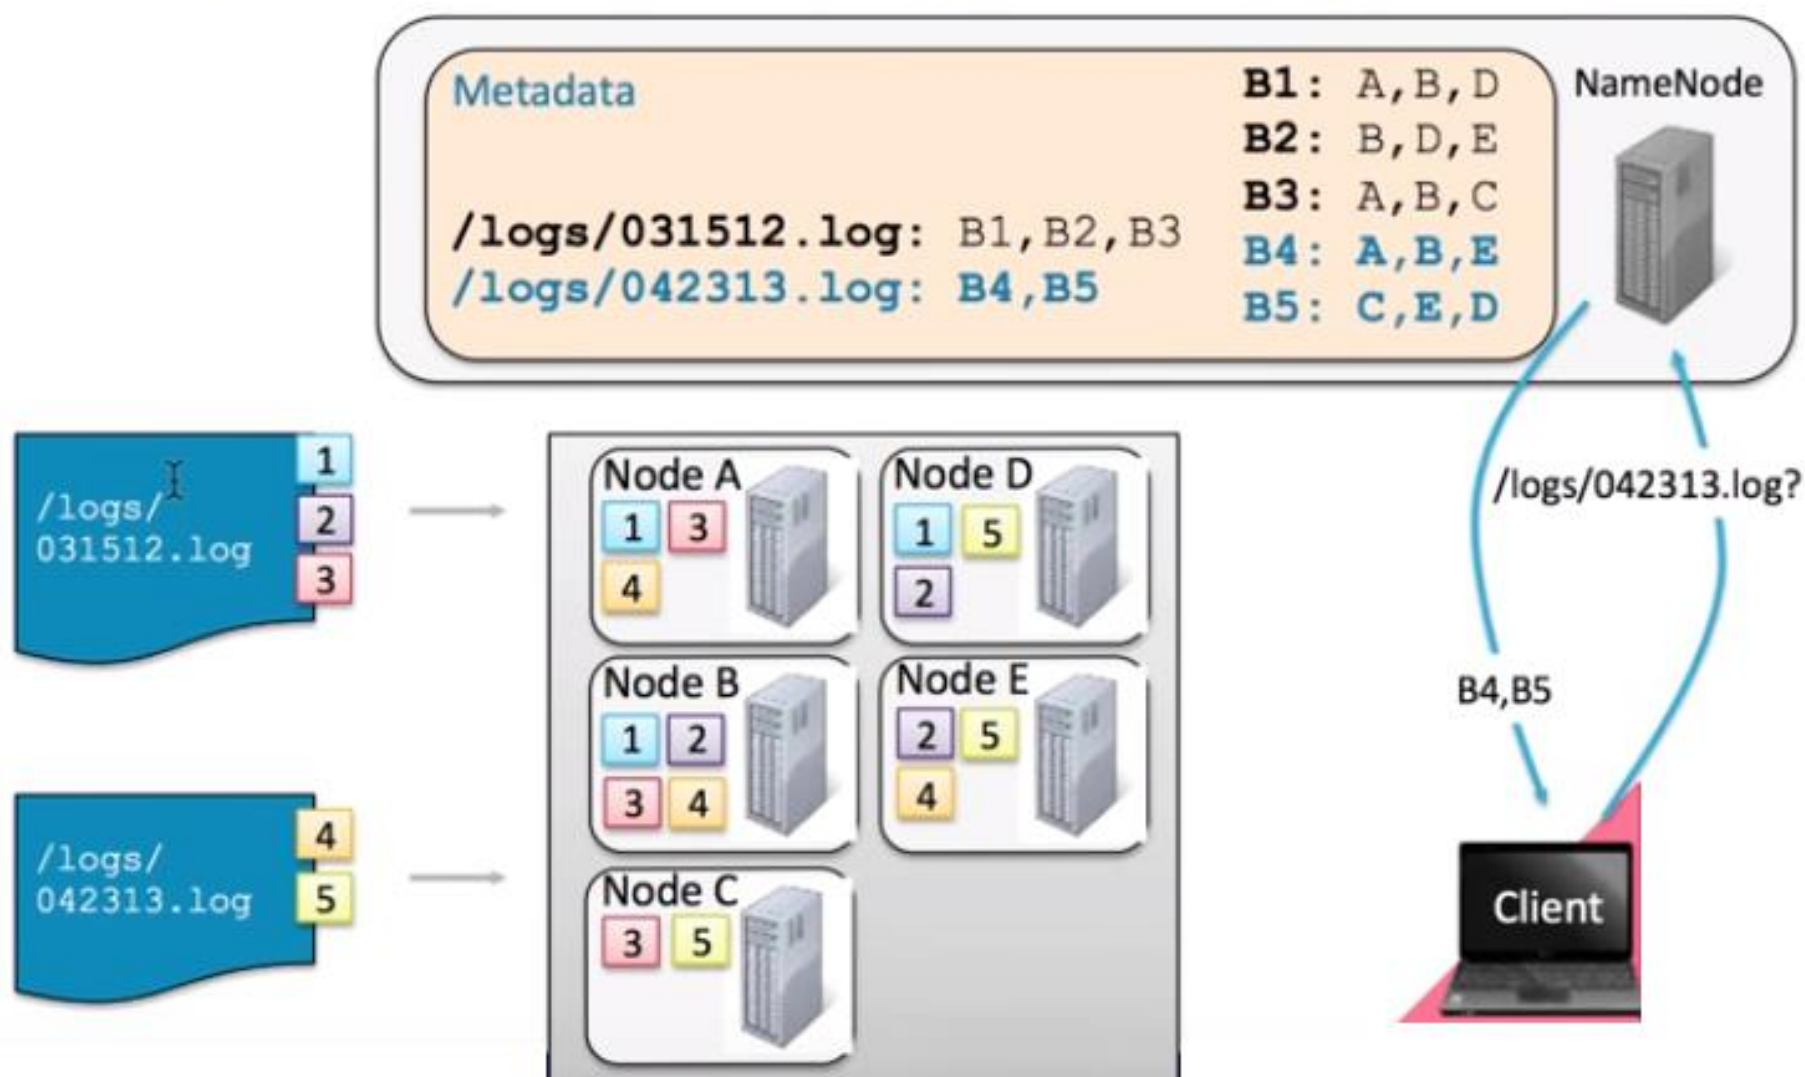 Metadata
B1: A,B,D
B2: B,D,E
B3: A,B,C
B4: A,B,E
B5: C,E,D
/logs/031512.log: B1,B2,B3
/logs/042313.log: B4,B5
NameNode
/logs/
031512.log
1
2
3
/logs/
042313.log
4
5
Node A
1 3
4
Node D
1 5
2
Node B
1 2
3 4
Node E
2 5
4
Node C
3 5
/logs/042313.log?
B4,B5
Client